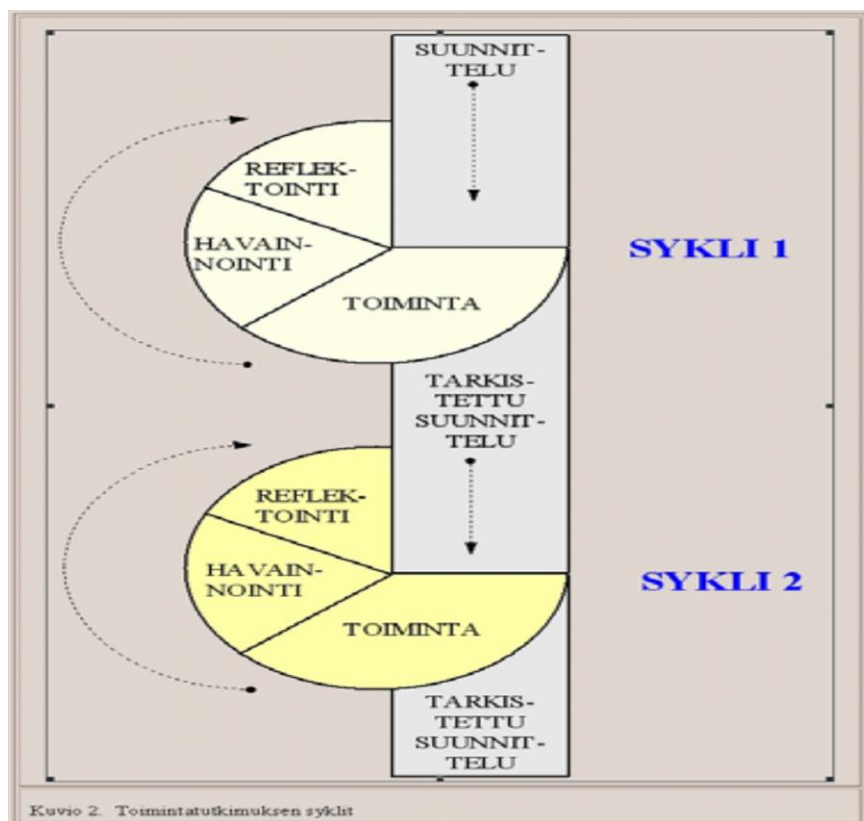 SUUNNIT-
TELU
REFLEK-
TOINTI
HAVAIN-
NOINTI
TOIMINTA
SYKLI 1
TARKIS-
TETTU
SUUNNIT-
TELU
REFLEK-
TOINTI
HAVAIN-
NOINTI
TOIMINTA
SYKLI 2
TARKIS-
TETTU
SUUNNIT-
TELU
Kuvio 2. Toimintatutkimuksen syklit